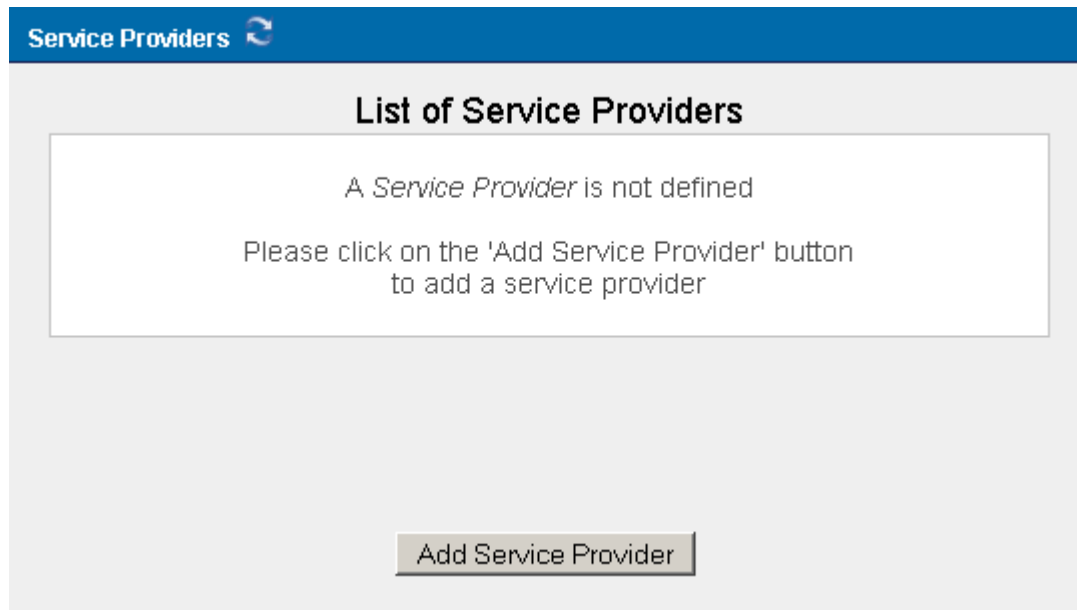 Service Providers
List of Service Providers
A Service Provider is not defined
Please click on the 'Add Service Provider' button
to add a service provider
Add Service Provider